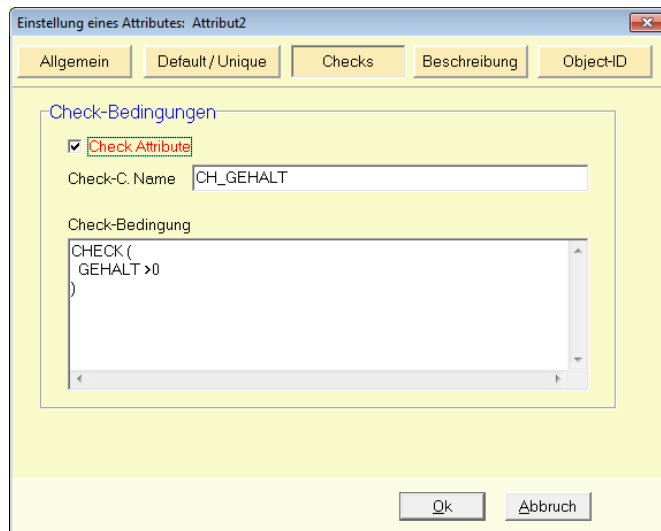 Einstellung eines Attributes: Attribut2
Allgemein
Default / Unique
Checks
Beschreibung
Object-ID
Check-Bedingungen
Check Attribute
Check-C. Name
CH_GEHALT
Check-Bedingung
CHECK (
GEHALT >0
)
Ok
Abbruch